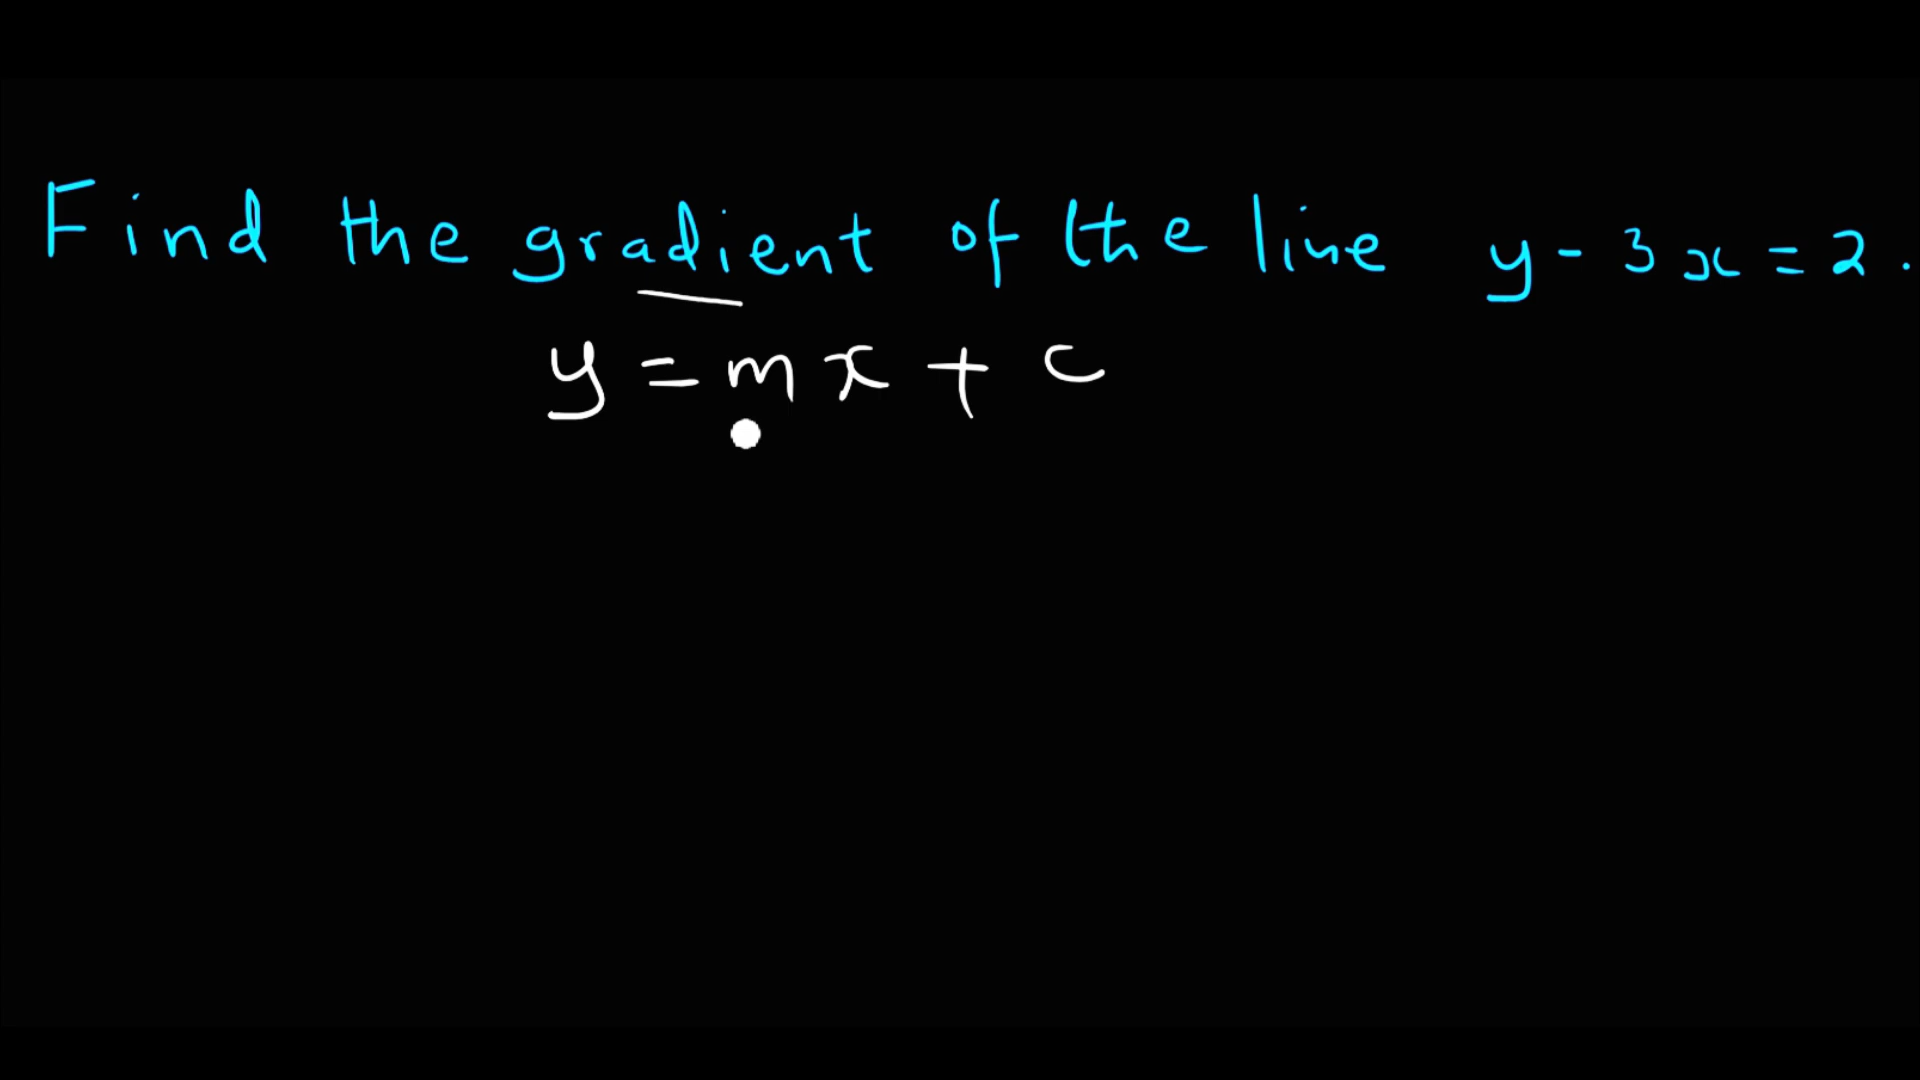 Find the gradient of the line y - 3x = 2.
y = mx + c